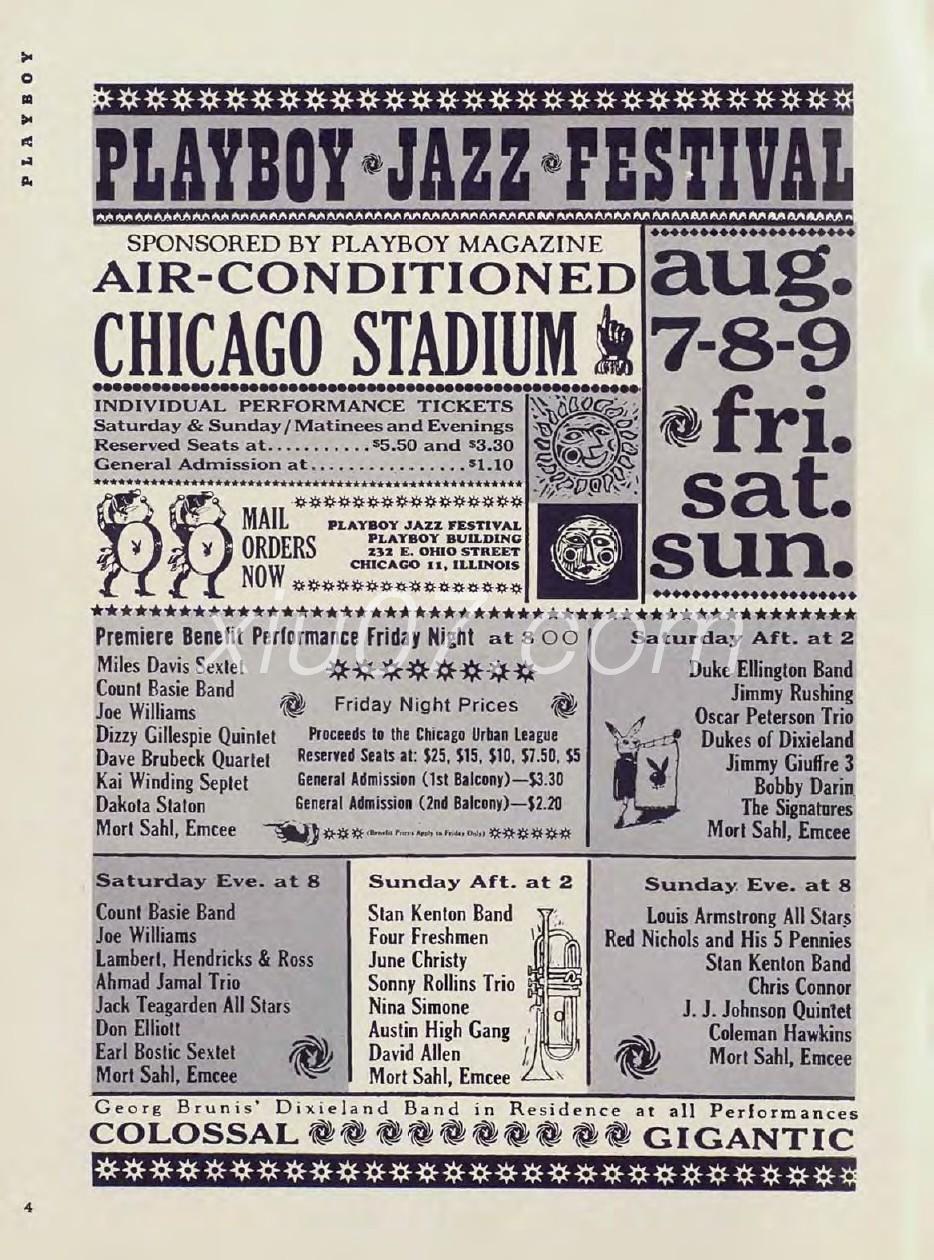 PLAYBOY
PLAYBOY JAZZ FESTIVAL
SPONSORED BY PLAYBOY MAGAZINE
AIR-CONDITIONED
CHICAGO STADIUM
aug.
7-8-9
fri.
sat.
sun.
INDIVIDUAL PERFORMANCE TICKETS
Saturday & Sunday / Matinees and Evenings
Reserved Seats at...........$5.50 and $3.30
General Admission at................$1.10
MAIL
ORDERS
NOW
PLAYBOY JAZZ FESTIVAL
PLAYBOY BUILDING
232 E. OHIO STREET
CHICAGO 11, ILLINOIS
xiu07.com
Premiere Benefit Performance Friday Night at 8 00
Miles Davis Sextet
Count Basie Band
Joe Williams
Dizzy Gillespie Quintet
Dave Brubeck Quartet
Kai Winding Septet
Dakota Staton
Mort Sahl, Emcee
Friday Night Prices
Proceeds to the Chicago Urban League
Reserved Seats at: $25, $15, $10, $7.50, $5
General Admission (1st Balcony)—$3.30
General Admission (2nd Balcony)—$2.20
(Benefit Prices Apply to Friday Only)
Saturday Aft. at 2
Duke Ellington Band
Jimmy Rushing
Oscar Peterson Trio
Dukes of Dixieland
Jimmy Giuffre 3
Bobby Darin
The Signatures
Mort Sahl, Emcee
Saturday Eve. at 8
Count Basie Band
Joe Williams
Lambert, Hendricks & Ross
Ahmad Jamal Trio
Jack Teagarden All Stars
Don Elliott
Earl Bostic Sextet
Mort Sahl, Emcee
Sunday Aft. at 2
Stan Kenton Band
Four Freshmen
June Christy
Sonny Rollins Trio
Nina Simone
Austin High Gang
David Allen
Mort Sahl, Emcee
Sunday Eve. at 8
Louis Armstrong All Stars
Red Nichols and His 5 Pennies
Stan Kenton Band
Chris Connor
J. J. Johnson Quintet
Coleman Hawkins
Mort Sahl, Emcee
Georg Brunis' Dixieland Band in Residence at all Performances
COLOSSAL GIGANTIC
4